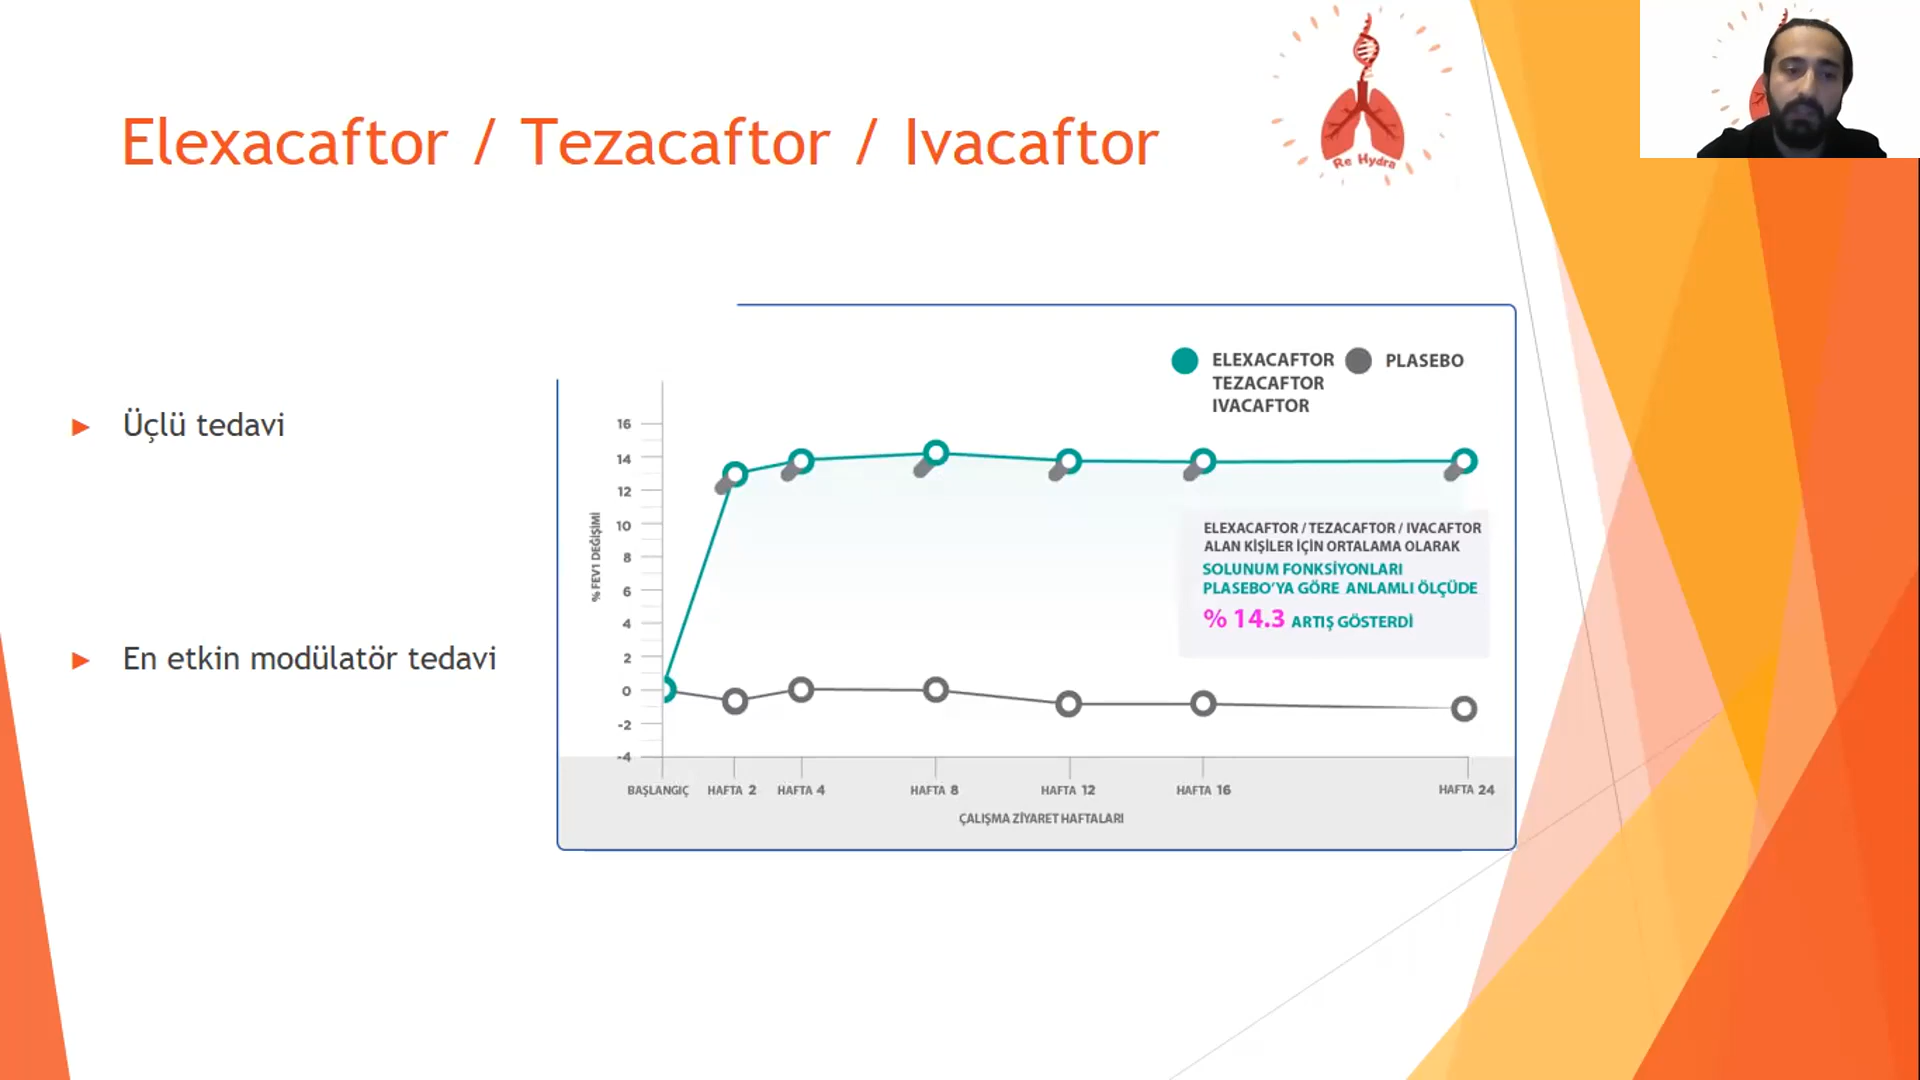 Elexacaftor / Tezacaftor / Ivacaftor
Re Hydra
Üçlü tedavi
En etkin modülatör tedavi
ELEXACAFTOR
TEZACAFTOR
IVACAFTOR
PLASEBO
% FEV1 DEĞİŞİMİ
16
14
12
10
8
6
4
2
0
-2
-4
ELEXACAFTOR / TEZACAFTOR / IVACAFTOR
ALAN KİŞİLER İÇİN ORTALAMA OLARAK
SOLUNUM FONKSİYONLARI
PLASEBO'YA GÖRE ANLAMLI ÖLÇÜDE
% 14.3 ARTIŞ GÖSTERDİ
BAŞLANGIÇ HAFTA 2 HAFTA 4 HAFTA 8 HAFTA 12 HAFTA 16 HAFTA 24
ÇALIŞMA ZİYARET HAFTALARI